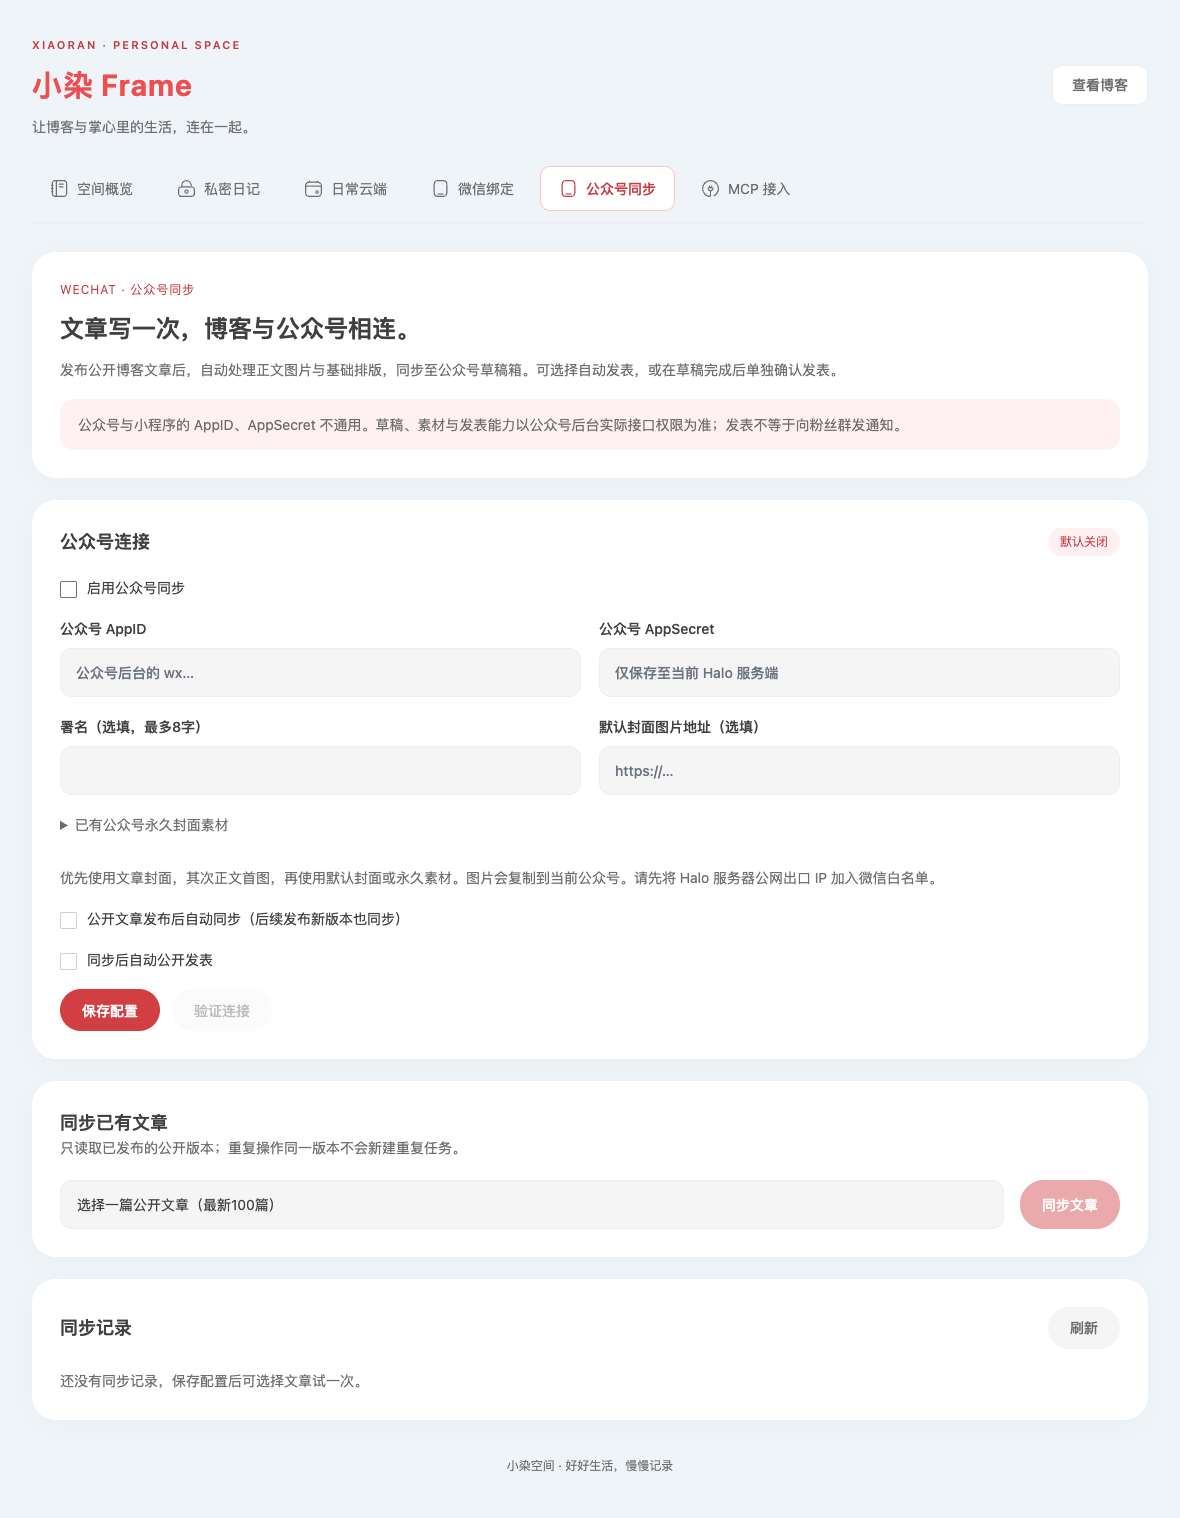 XIAORAN · PERSONAL SPACE
小染 Frame
查看博客
让博客与掌心里的生活，连在一起。
空间概览
私密日记
日常云端
微信绑定
公众号同步
MCP 接入
WECHAT · 公众号同步
文章写一次，博客与公众号相连。
发布公开博客文章后，自动处理正文图片与基础排版，同步至公众号草稿箱。可选择自动发表，或在草稿完成后单独确认发表。
公众号与小程序的 AppID、AppSecret 不通用。草稿、素材与发表能力以公众号后台实际接口权限为准；发表不等于向粉丝群发通知。
公众号连接
默认关闭
启用公众号同步
公众号 AppID
公众号 AppSecret
公众号后台的 wx...
仅保存至当前 Halo 服务端
署名（选填，最多8字）
默认封面图片地址（选填）
https://...
已有公众号永久封面素材
优先使用文章封面，其次正文首图，再使用默认封面或永久素材。图片会复制到当前公众号。请先将 Halo 服务器公网出口 IP 加入微信白名单。
公开文章发布后自动同步（后续发布新版本也同步）
同步后自动公开发表
保存配置
验证连接
同步已有文章
只读取已发布的公开版本；重复操作同一版本不会新建重复任务。
选择一篇公开文章（最新100篇）
同步文章
同步记录
刷新
还没有同步记录，保存配置后可选择文章试一次。
小染空间 · 好好生活，慢慢记录